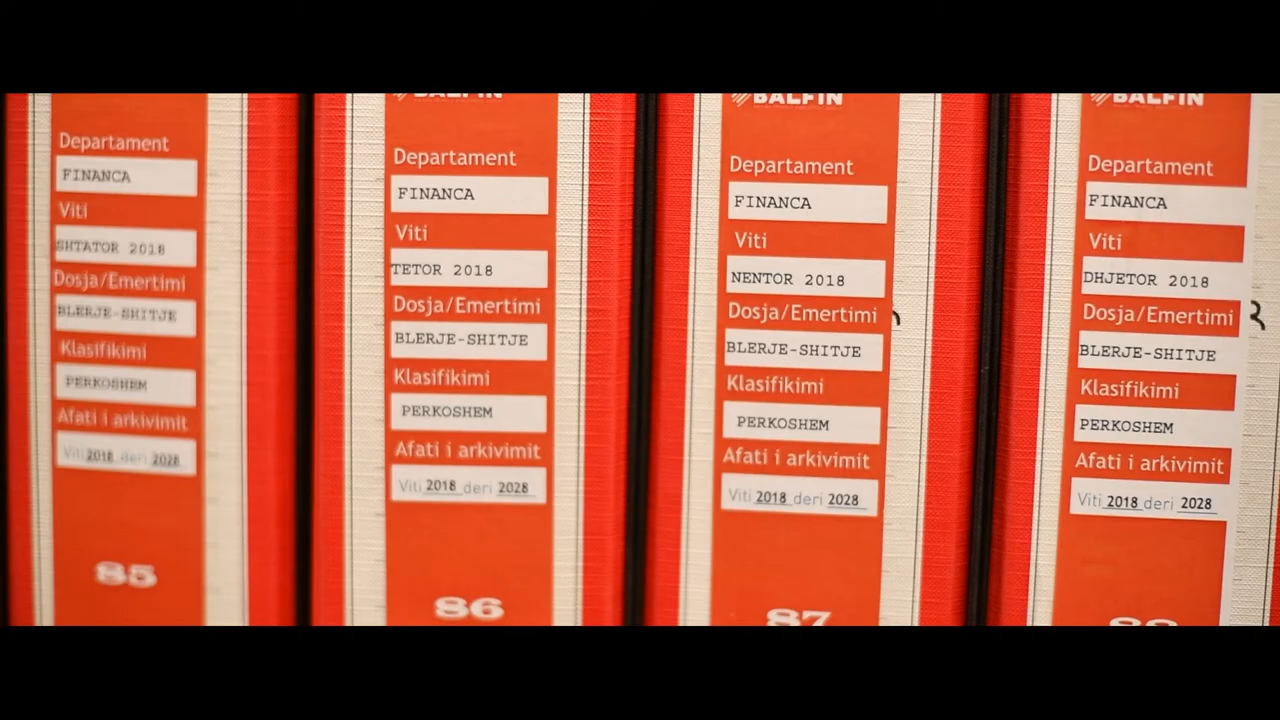 Departament
FINANCA
Viti
SHTATOR 2018
Dosja/Emertimi
BLERJE-SHITJE
Klasifikimi
PERKOSHEM
Afati i arkivimit
Viti 2018 deri 2028
85
BALFIN
Departament
FINANCA
Viti
TETOR 2018
Dosja/Emertimi
BLERJE-SHITJE
Klasifikimi
PERKOSHEM
Afati i arkivimit
Viti 2018 deri 2028
86
BALFIN
Departament
FINANCA
Viti
NENTOR 2018
Dosja/Emertimi
BLERJE-SHITJE
Klasifikimi
PERKOSHEM
Afati i arkivimit
Viti 2018 deri 2028
87
BALFIN
Departament
FINANCA
Viti
DHJETOR 2018
Dosja/Emertimi
BLERJE-SHITJE
Klasifikimi
PERKOSHEM
Afati i arkivimit
Viti 2018 deri 2028